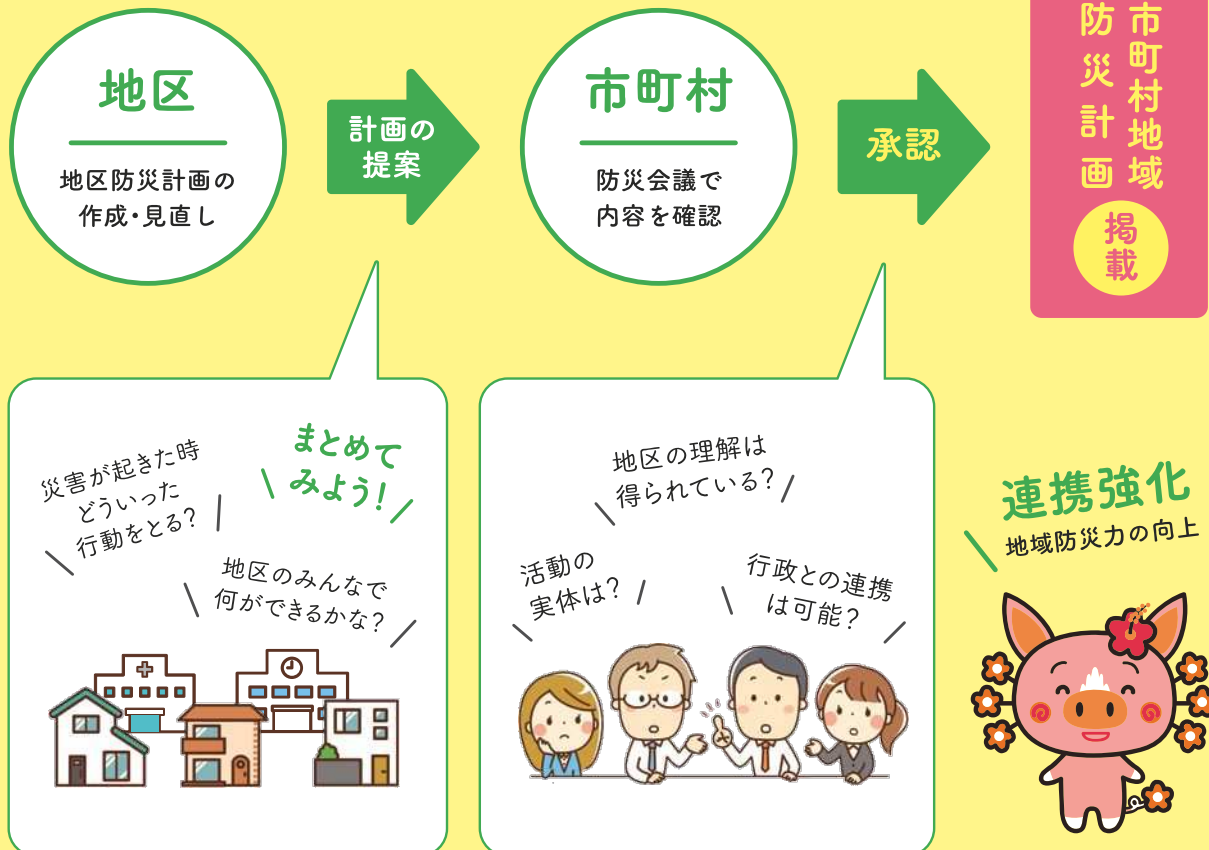 地区
地区防災計画の
作成・見直し
計画の
提案
市町村
防災会議で
内容を確認
承認
市町村地域
防災計画
掲載
災害が起きた時
どういった
行動をとる?
まとめて
みよう!
地区のみんなで
何ができるかな?
地区の理解は
得られている?
活動の
実体は?
行政との連携
は可能?
連携強化
地域防災力の向上